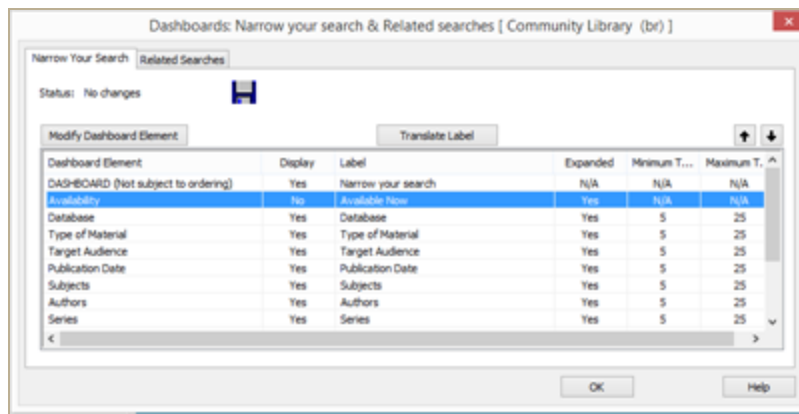 Dashboards: Narrow your search & Related searches [ Community Library (br) ]
Narrow Your Search Related Searches
Status: No changes
Modify Dashboard Element Translate Label
Dashboard Element Display Label Expanded Minimum T... Maximum T.
DASHBOARD (Not subject to ordering) Yes Narrow your search N/A N/A N/A
Availability No Available Now Yes N/A N/A
Database Yes Database Yes 5 25
Type of Material Yes Type of Material Yes 5 25
Target Audience Yes Target Audience Yes 5 25
Publication Date Yes Publication Date Yes 5 25
Subjects Yes Subjects Yes 5 25
Authors Yes Authors Yes 5 25
Series Yes Series Yes 5 25
OK Help